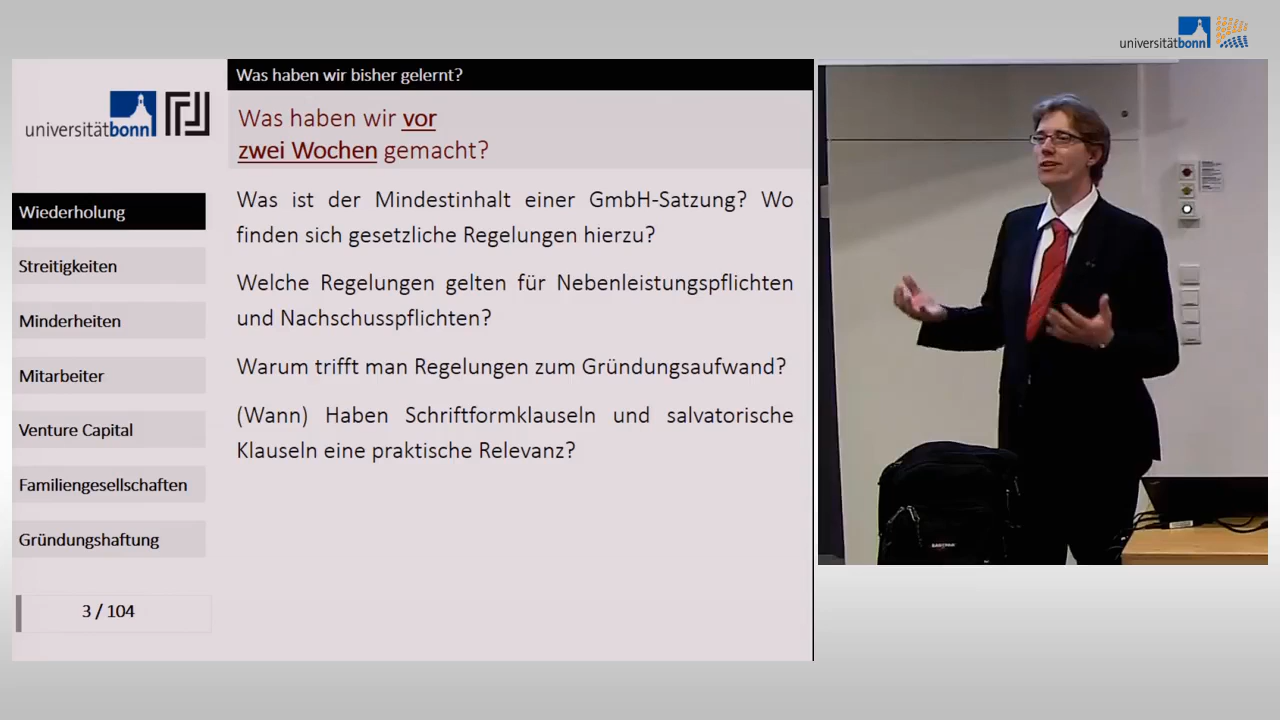 universitätbonn
universitätbonn
Was haben wir bisher gelernt?
Was haben wir vor
zwei Wochen gemacht?
Wiederholung
Streitigkeiten
Minderheiten
Mitarbeiter
Venture Capital
Familiengesellschaften
Gründungshaftung
3 / 104
Was ist der Mindestinhalt einer GmbH-Satzung? Wo
finden sich gesetzliche Regelungen hierzu?
Welche Regelungen gelten für Nebenleistungspflichten
und Nachschusspflichten?
Warum trifft man Regelungen zum Gründungsaufwand?
(Wann) Haben Schriftformklauseln und salvatorische
Klauseln eine praktische Relevanz?
EASTPAK